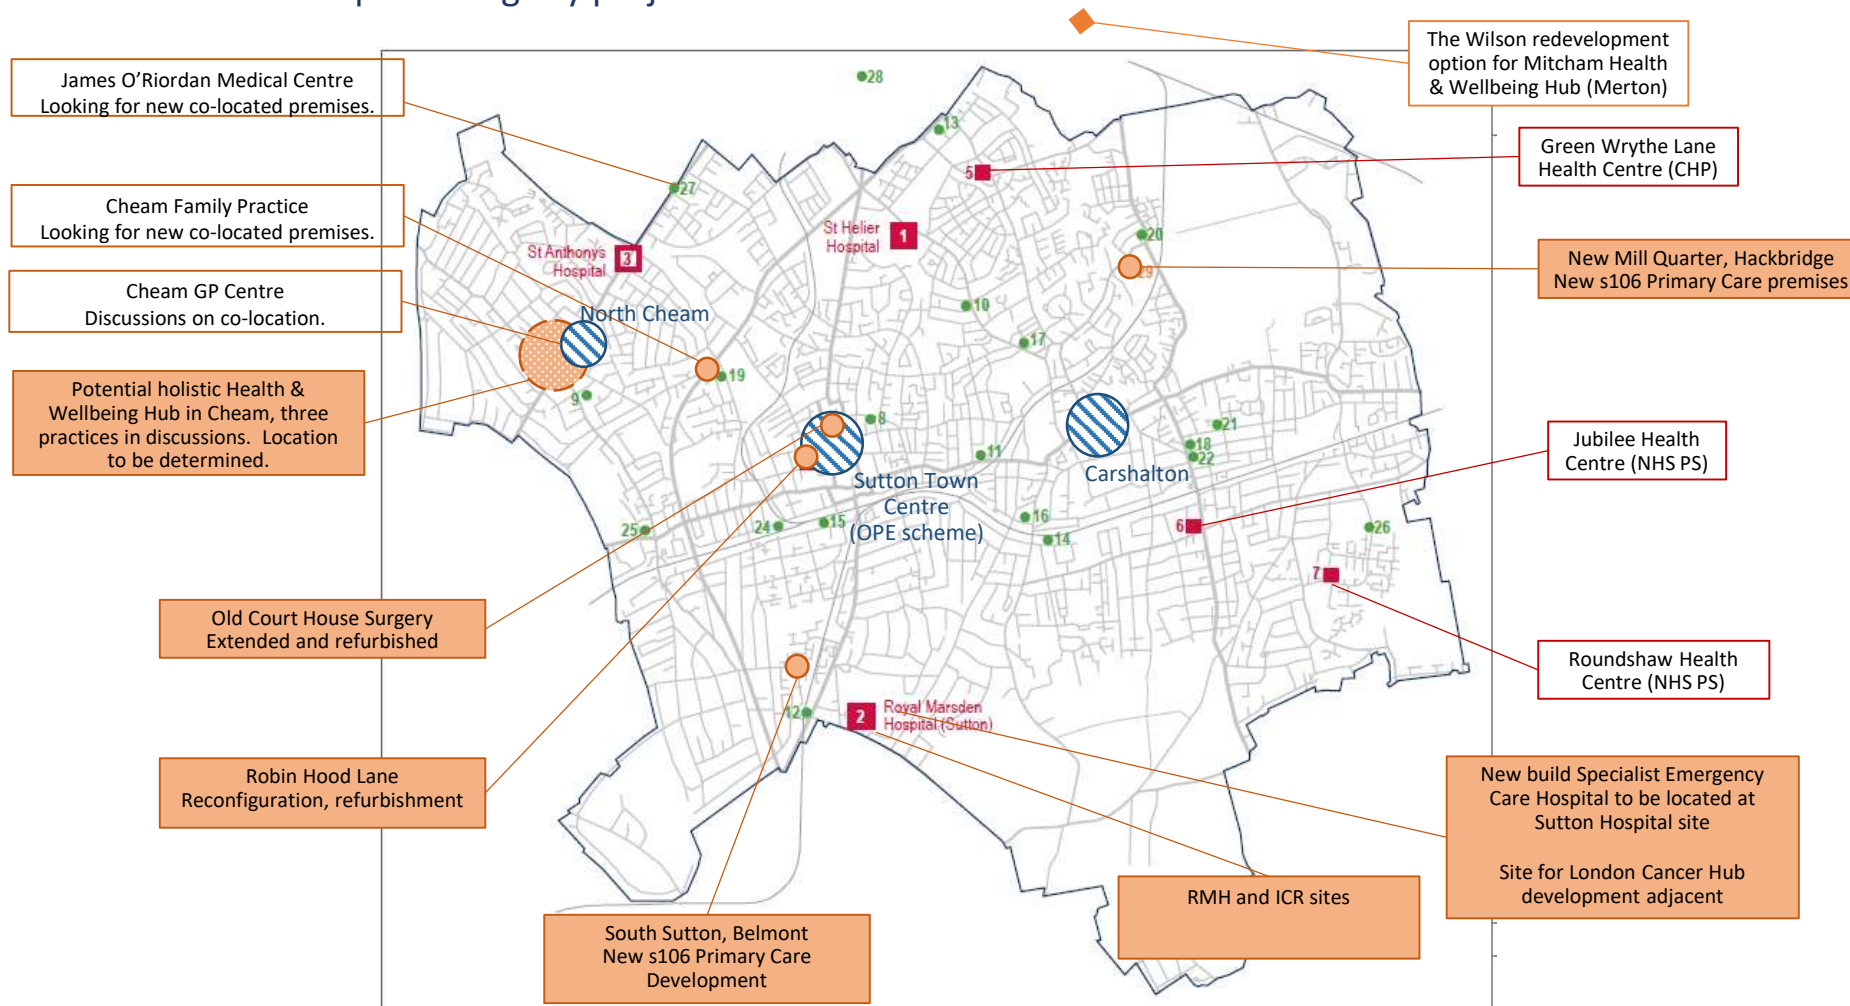 The Wilson redevelopment
option for Mitcham Health
& Wellbeing Hub (Merton)
James O’Riordan Medical Centre
Looking for new co-located premises.
28
13
Green Wrythe Lane
Health Centre (CHP)
5
27
Cheam Family Practice
Looking for new co-located premises.
St Helier
Hospital
1
20
St Anthonys
Hospital
3
29
New Mill Quarter, Hackbridge
New s106 Primary Care premises
Cheam GP Centre
Discussions on co-location.
North Cheam
10
17
19
9
Potential holistic Health &
Wellbeing Hub in Cheam, three
practices in discussions. Location
to be determined.
8
21
18
22
11
Jubilee Health
Centre (NHS PS)
Sutton Town
Centre
(OPE scheme)
Carshalton
25
24
15
16
14
6
26
7
Old Court House Surgery
Extended and refurbished
Roundshaw Health
Centre (NHS PS)
12
2
Royal Marsden
Hospital (Sutton)
Robin Hood Lane
Reconfiguration, refurbishment
New build Specialist Emergency
Care Hospital to be located at
Sutton Hospital site
Site for London Cancer Hub
development adjacent
RMH and ICR sites
South Sutton, Belmont
New s106 Primary Care
Development